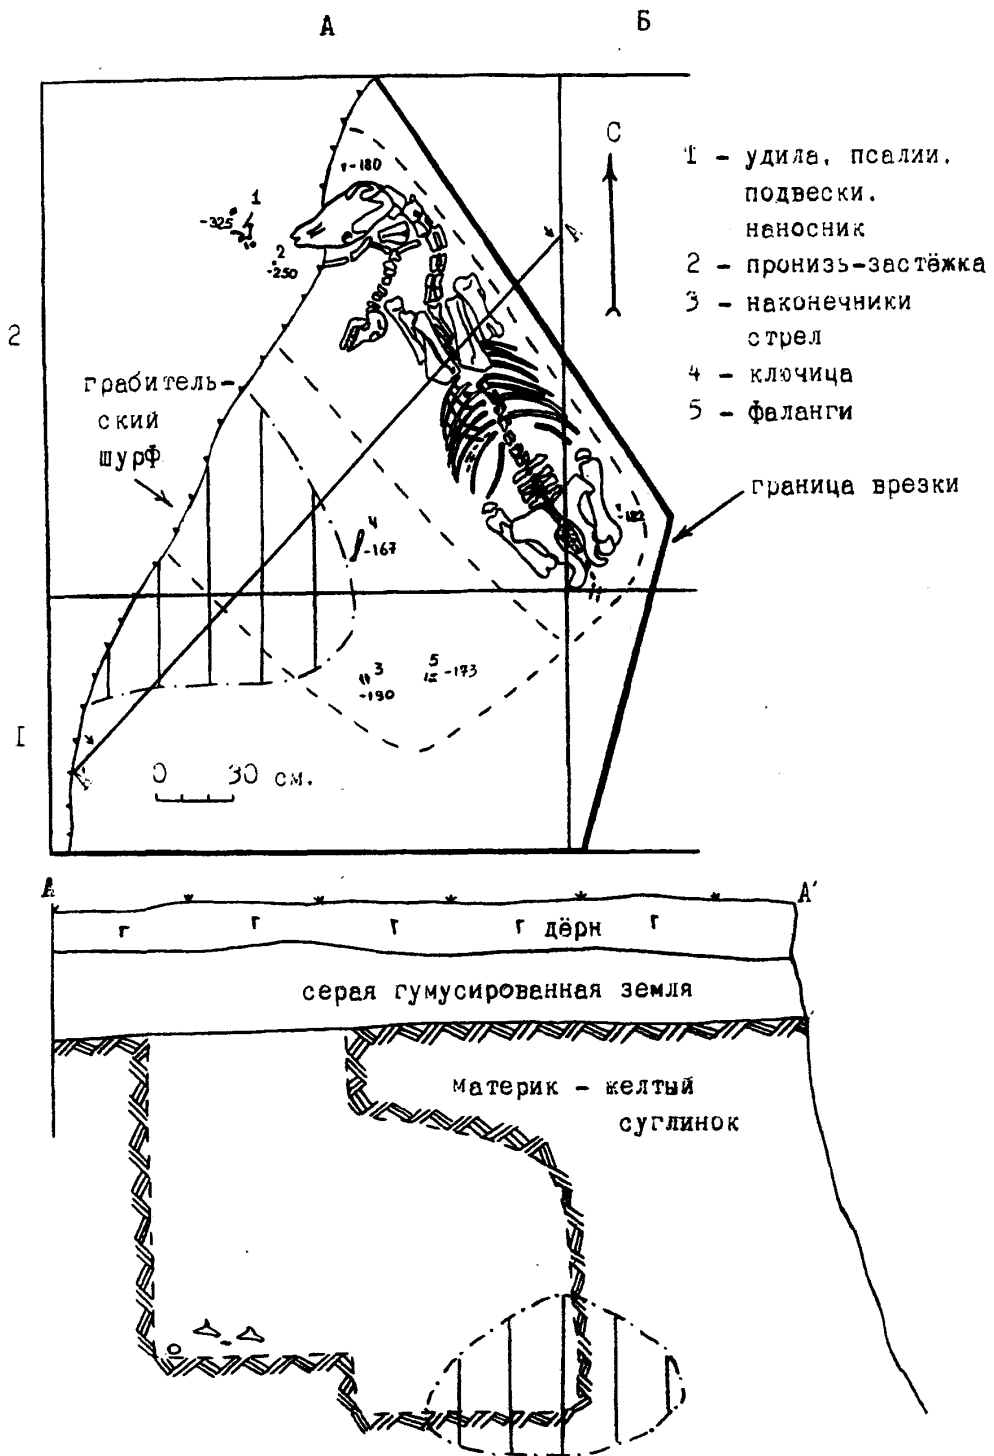 А Б
С
1 - удила, псалии.
подвески.
наносник
2 - пронизь-застёжка
3 - наконечники
стрел
4 - ключица
5 - фаланги
-180
1
-325
2
-250
А
2
грабитель-
ский
шурф
граница врезки
-182
4
-167
3
-190
5
-173
I
А'
0 30 см.
А А'
г г г г дёрн г
серая гумусированная земля
материк - желтый
суглинок